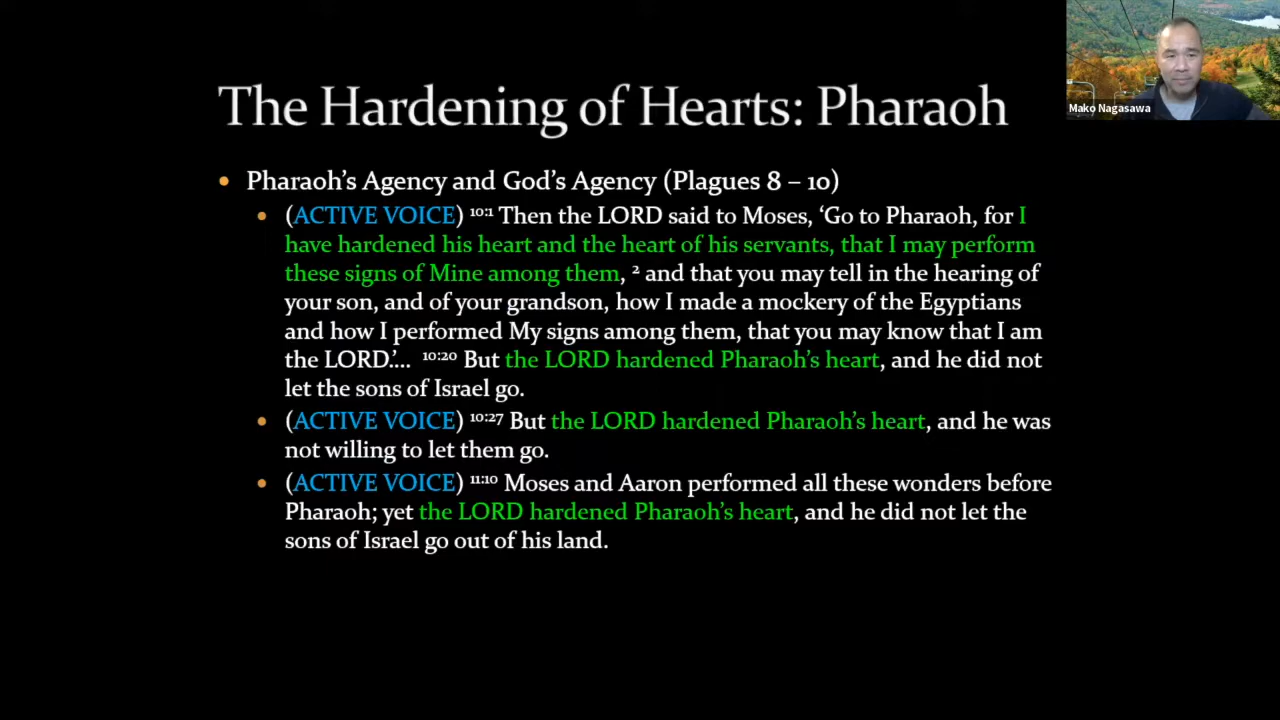 The Hardening of Hearts: Pharaoh
Mako Nagasawa
• Pharaoh's Agency and God's Agency (Plagues 8 – 10)
• (ACTIVE VOICE) 10:1 Then the LORD said to Moses, ‘Go to Pharaoh, for I
have hardened his heart and the heart of his servants, that I may perform
these signs of Mine among them, 2 and that you may tell in the hearing of
your son, and of your grandson, how I made a mockery of the Egyptians
and how I performed My signs among them, that you may know that I am
the LORD.’… 10:20 But the LORD hardened Pharaoh's heart, and he did not
let the sons of Israel go.
• (ACTIVE VOICE) 10:27 But the LORD hardened Pharaoh's heart, and he was
not willing to let them go.
• (ACTIVE VOICE) 11:10 Moses and Aaron performed all these wonders before
Pharaoh; yet the LORD hardened Pharaoh's heart, and he did not let the
sons of Israel go out of his land.